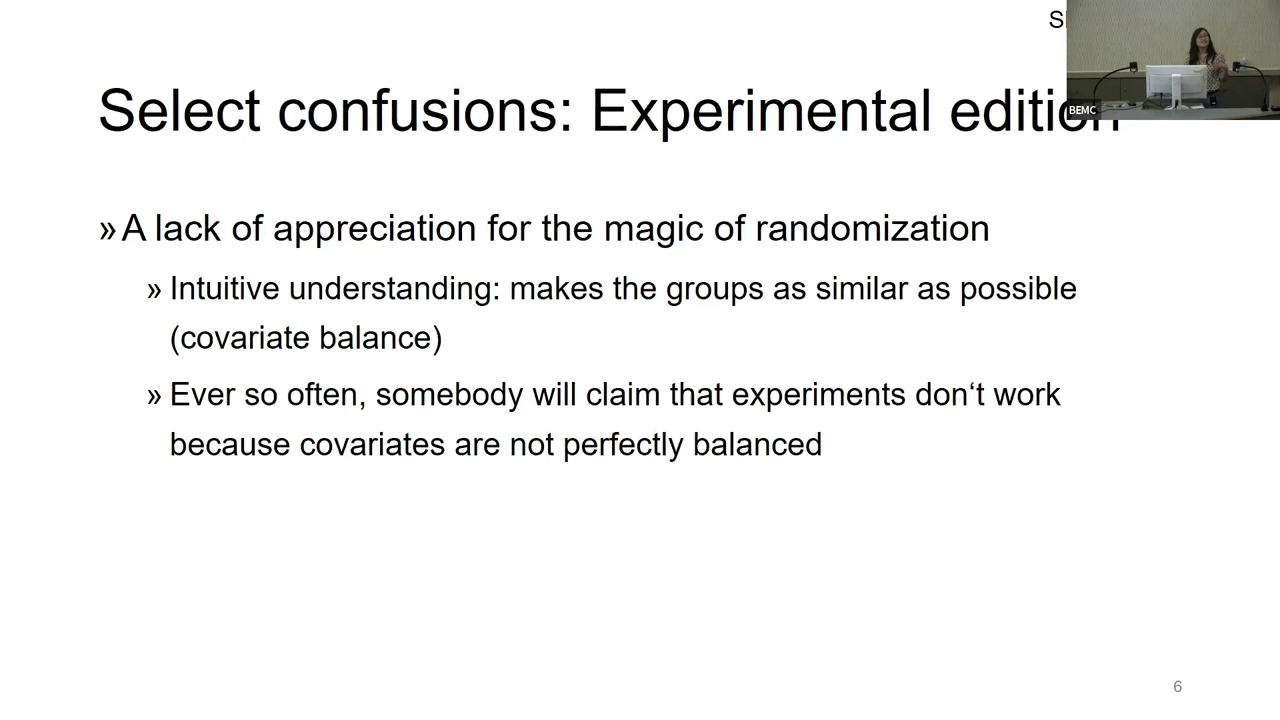 Select confusions: Experimental edition
BEMC
» A lack of appreciation for the magic of randomization
» Intuitive understanding: makes the groups as similar as possible
(covariate balance)
» Ever so often, somebody will claim that experiments don‘t work
because covariates are not perfectly balanced
6